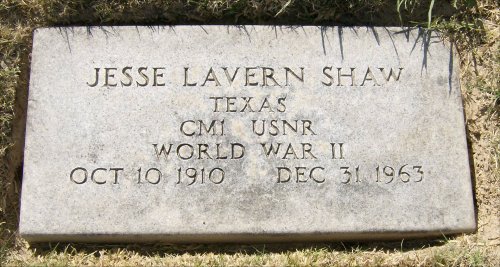 JESSE LAVERN SHAW
TEXAS
CM1 USNR
WORLD WAR II
OCT 10 1910 DEC 31 1963